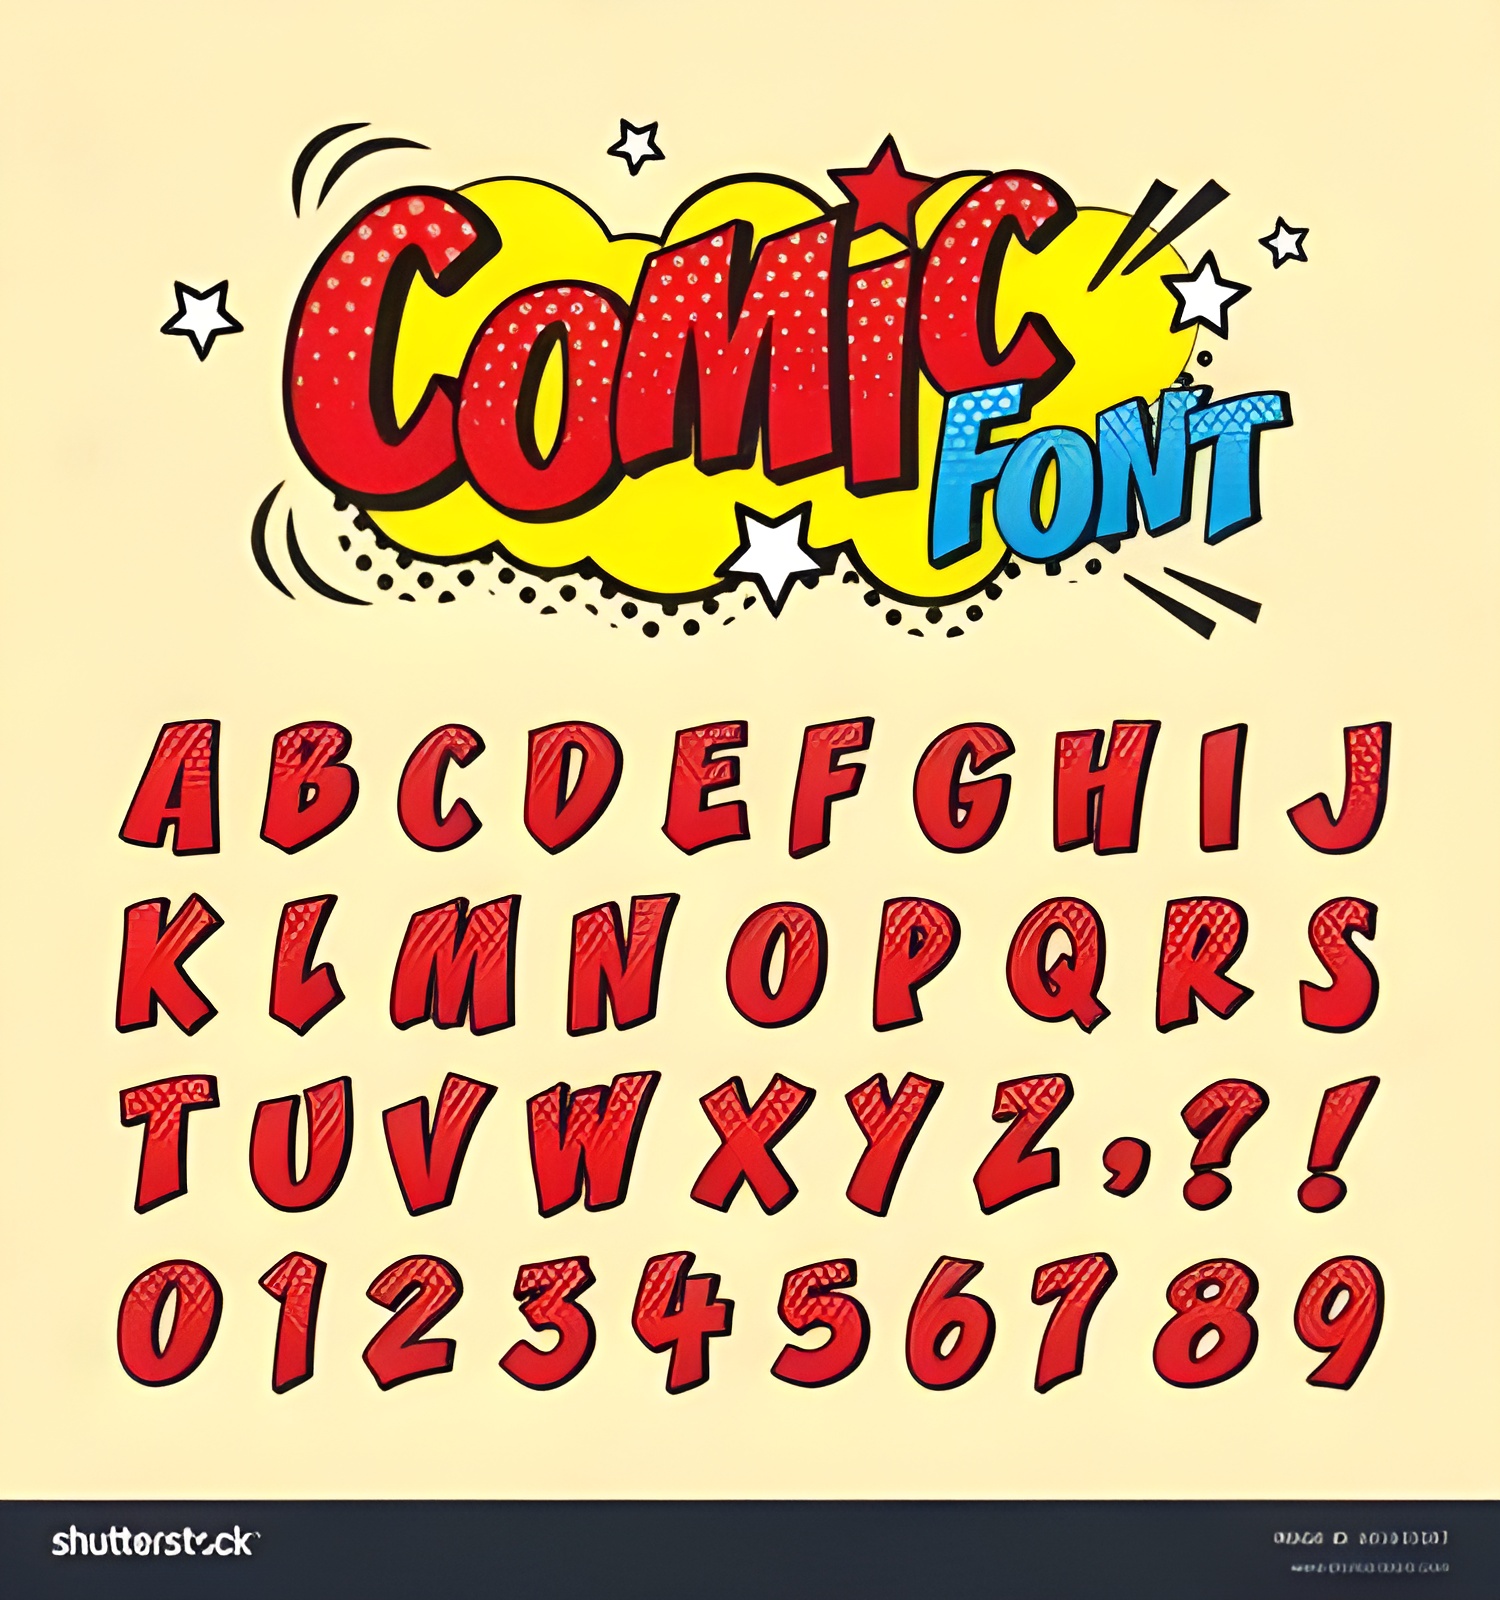 COMiC
FONT
ABCDEFGHIJ
KLMNOPQRS
TUVWXYZ,?!
0123456789
shutterstock